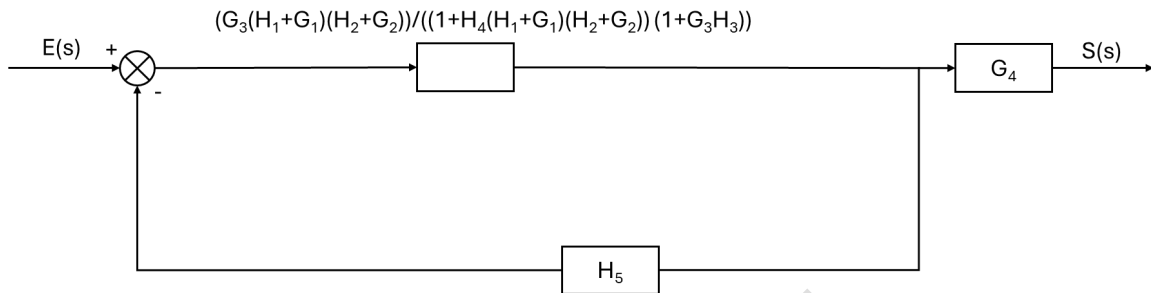 (G₃(H₁+G₁)(H₂+G₂))/((1+H₄(H₁+G₁)(H₂+G₂)) (1+G₃H₃))
E(s)
+
-
G₄
S(s)
H₅